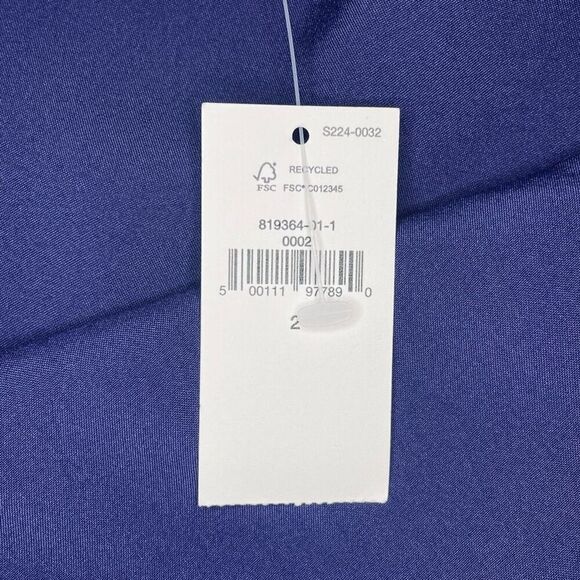 S224-0032
RECYCLED
FSC FSC® C012345
819364-01-1
0002
5 00111 97789 0
2